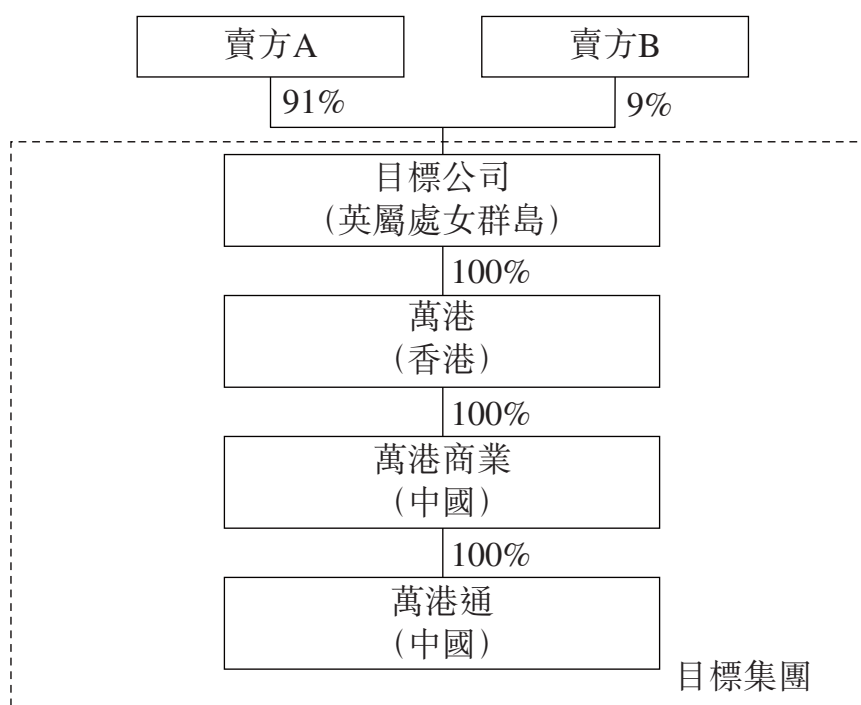 賣方A
賣方B
91%
9%
目標公司
（英屬處女群島）
100%
萬港
（香港）
100%
萬港商業
（中國）
100%
萬港通
（中國）
目標集團